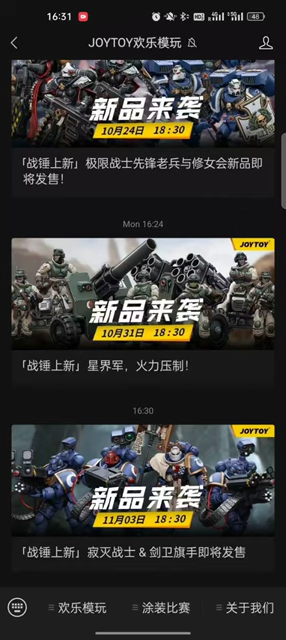 16:31
48
JOYTOY欢乐模玩
新品来袭
10月24日 18:30
「战锤上新」极限战士先锋老兵与修女会新品即
将发售!
Mon 16:24
JOYTOY
新品来袭
10月31日 18:30
「战锤上新」星界军，火力压制!
16:30
JOYTOY
新品来袭
11月03日 18:30
「战锤上新」寂灭战士 & 剑卫旗手即将发售
欢乐模玩
涂装比赛
关于我们